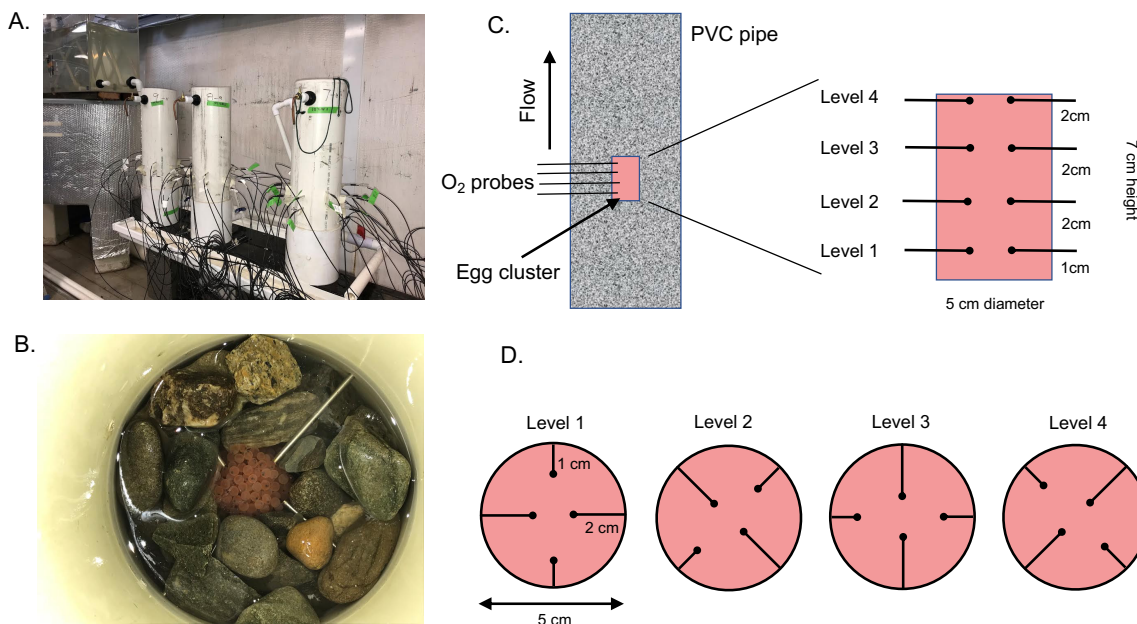 A.
C.
PVC pipe
Flow
O₂ probes
Egg cluster
Level 4
Level 3
Level 2
Level 1
2cm
2cm
2cm
1cm
7 cm height
5 cm diameter
B.
D.
Level 1
Level 2
Level 3
Level 4
1 cm
2 cm
5 cm